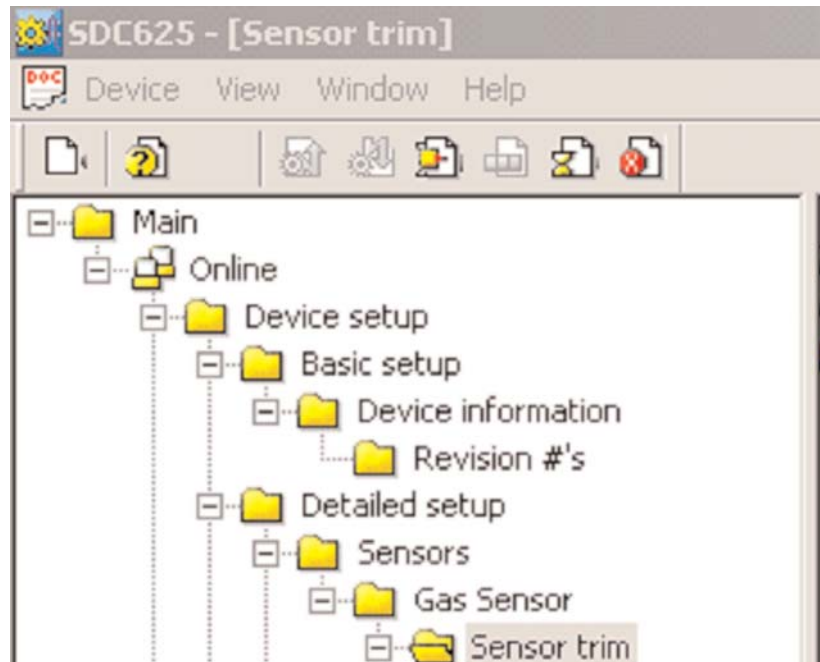 SDC625 - [Sensor trim]
DOC Device View Window Help
Main
Online
Device setup
Basic setup
Device information
Revision #'s
Detailed setup
Sensors
Gas Sensor
Sensor trim